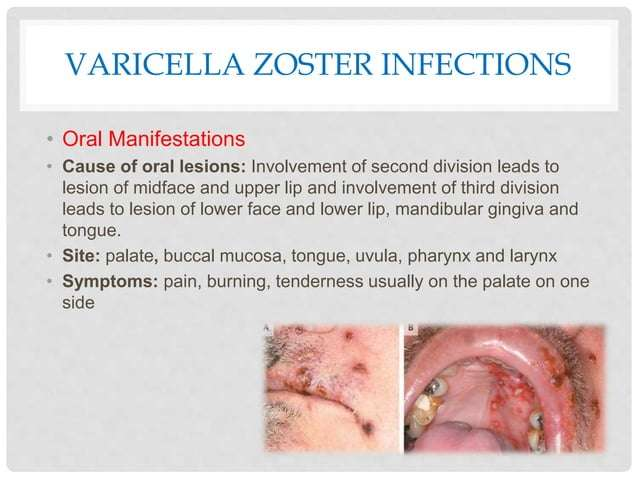 VARICELLA ZOSTER INFECTIONS
• Oral Manifestations
• Cause of oral lesions: Involvement of second division leads to
lesion of midface and upper lip and involvement of third division
leads to lesion of lower face and lower lip, mandibular gingiva and
tongue.
• Site: palate, buccal mucosa, tongue, uvula, pharynx and larynx
• Symptoms: pain, burning, tenderness usually on the palate on one
side
A B